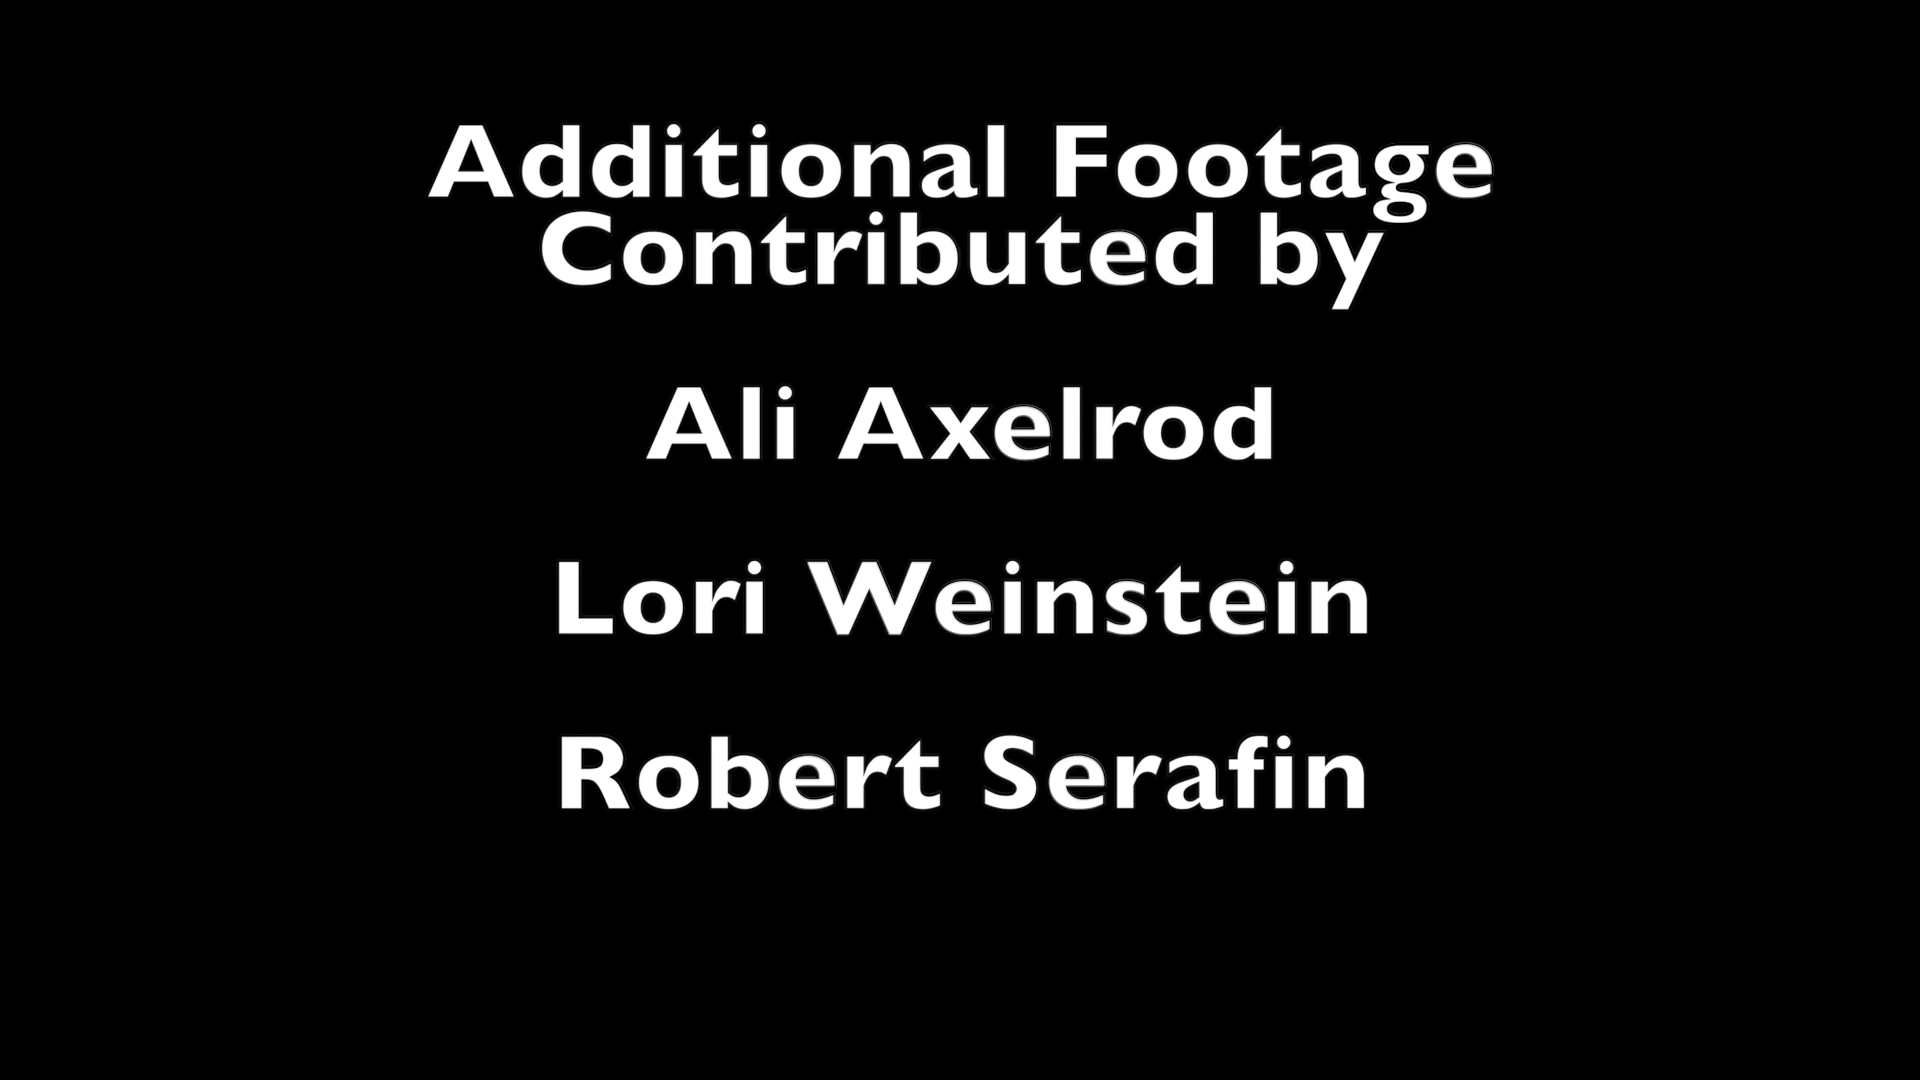 Additional Footage
Contributed by
Ali Axelrod
Lori Weinstein
Robert Serafin